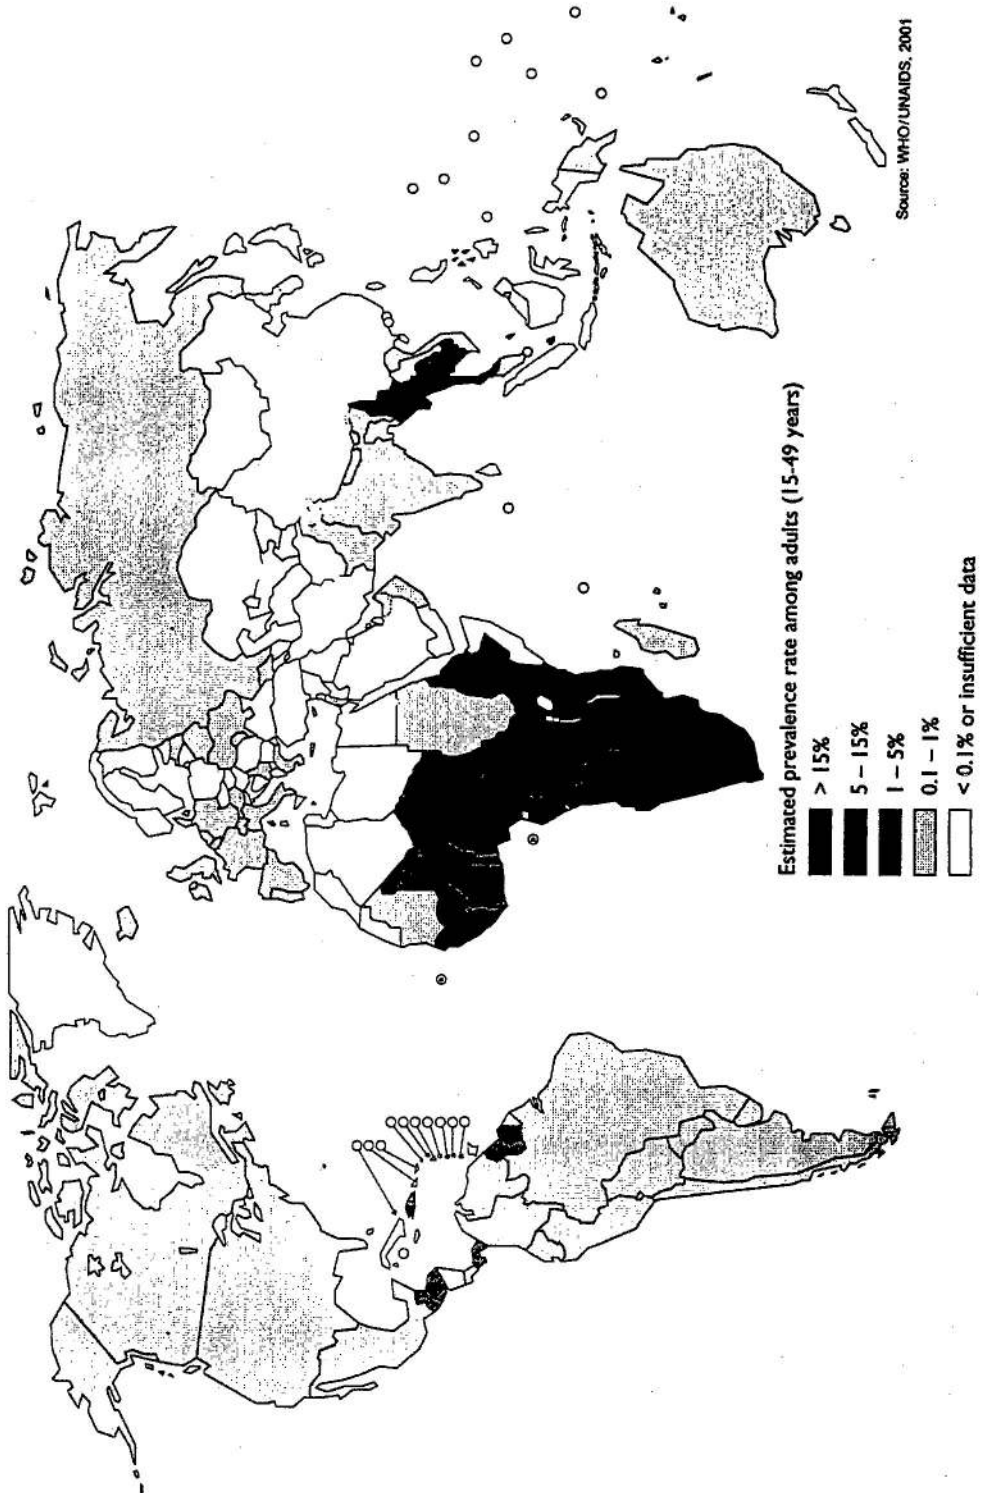 Estimated prevalence rate among adults (15-49 years)
> 15%
5 – 15%
1 – 5%
0.1 – 1%
< 0.1% or insufficient data
Source: WHO/UNAIDS, 2001